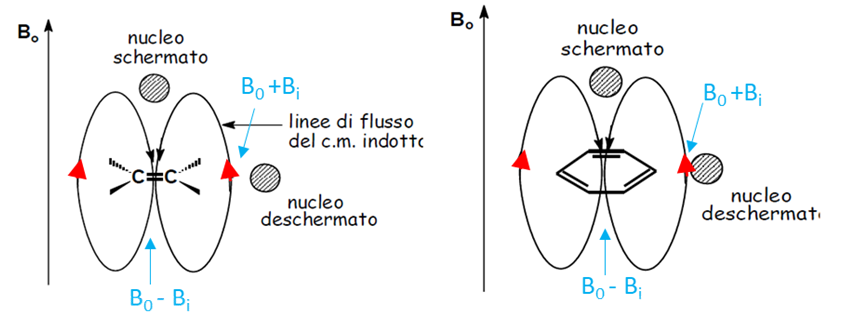 Bo
nucleo
schermato
B0+Bi
linee di flusso
del c.m. indotto
C=C
nucleo
deschermato
B0- Bi
Bo
nucleo
schermato
B0+Bi
nucleo
deschermato
B0- Bi